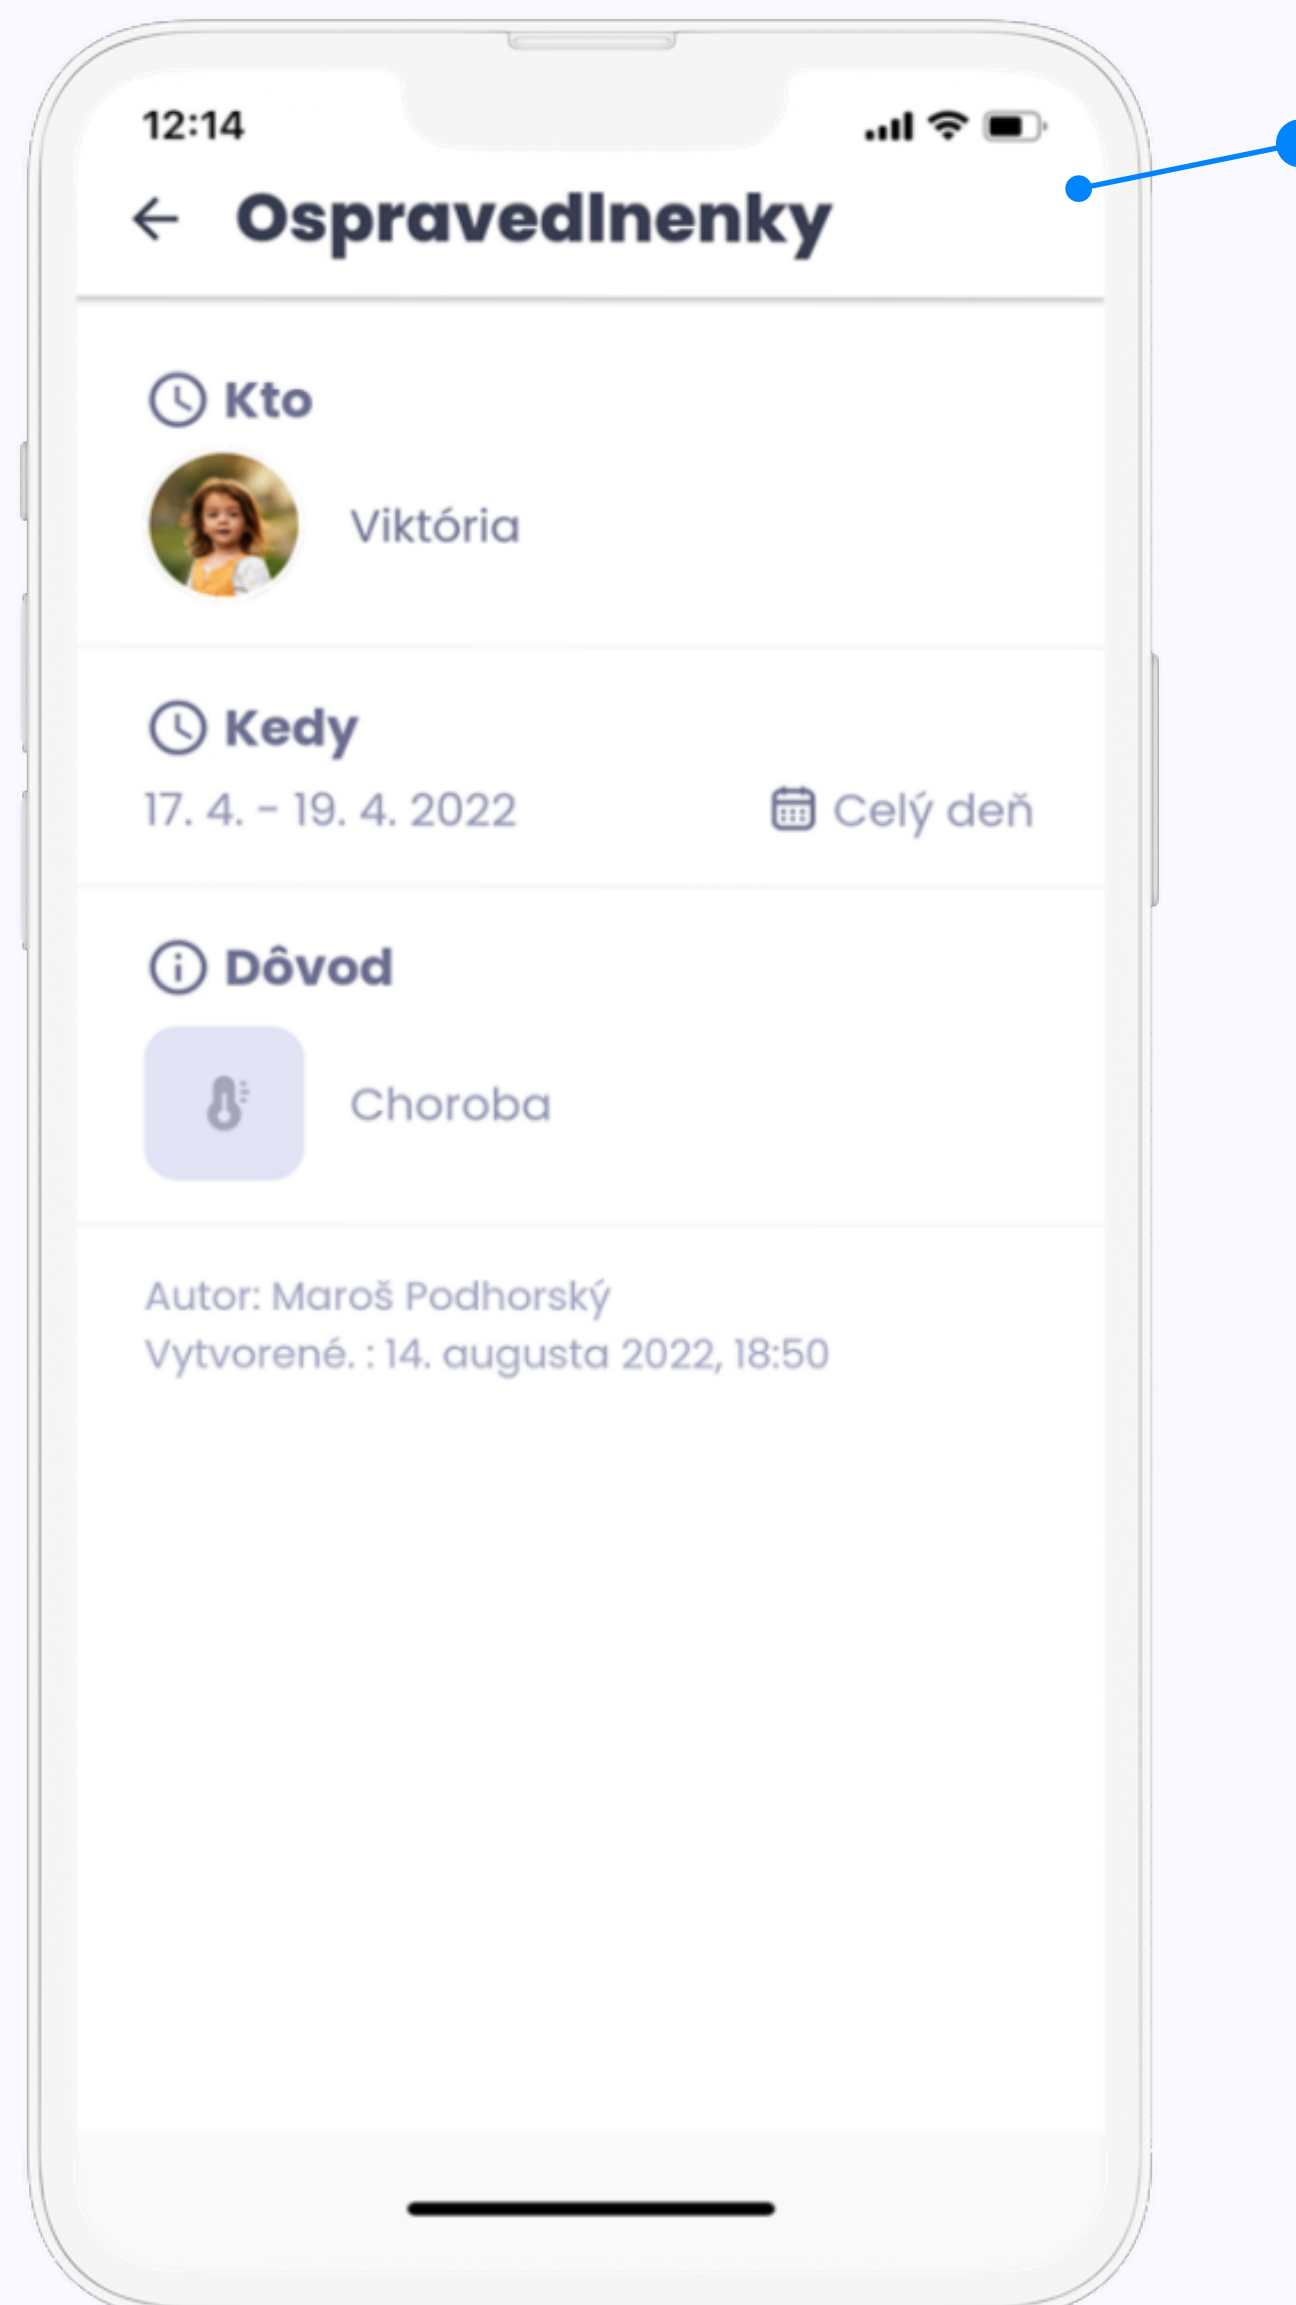 12:14
Ospravedlnenky
Kto
Viktória
Kedy
17. 4. - 19. 4. 2022 Celý deň
Dôvod
Choroba
Autor: Maroš Podhorský
Vytvorené. : 14. augusta 2022, 18:50